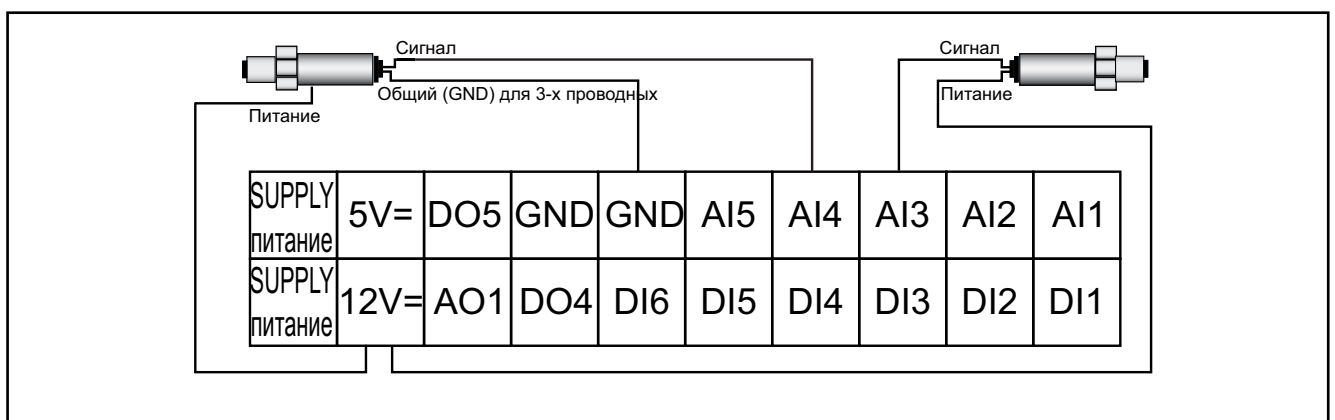 Сигнал
Сигнал
Общий (GND) для 3-х проводных
Питание
Питание
SUPPLY питание 5V= DO5 GND GND AI5 AI4 AI3 AI2 AI1
SUPPLY питание 12V= AO1 DO4 DI6 DI5 DI4 DI3 DI2 DI1